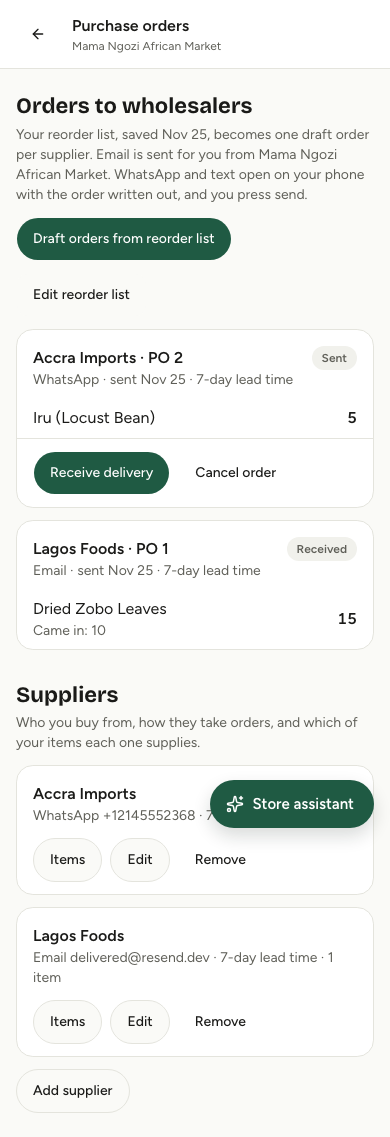 Purchase orders
Mama Ngozi African Market
Orders to wholesalers
Your reorder list, saved Nov 25, becomes one draft order
per supplier. Email is sent for you from Mama Ngozi
African Market. WhatsApp and text open on your phone
with the order written out, and you press send.
Draft orders from reorder list
Edit reorder list
Accra Imports · PO 2
Sent
WhatsApp · sent Nov 25 · 7-day lead time
Iru (Locust Bean)
5
Receive delivery
Cancel order
Lagos Foods · PO 1
Received
Email · sent Nov 25 · 7-day lead time
Dried Zobo Leaves
15
Came in: 10
Suppliers
Who you buy from, how they take orders, and which of
your items each one supplies.
Accra Imports
Store assistant
WhatsApp +12145552368 · 7
Items
Edit
Remove
Lagos Foods
Email delivered@resend.dev · 7-day lead time · 1
item
Items
Edit
Remove
Add supplier